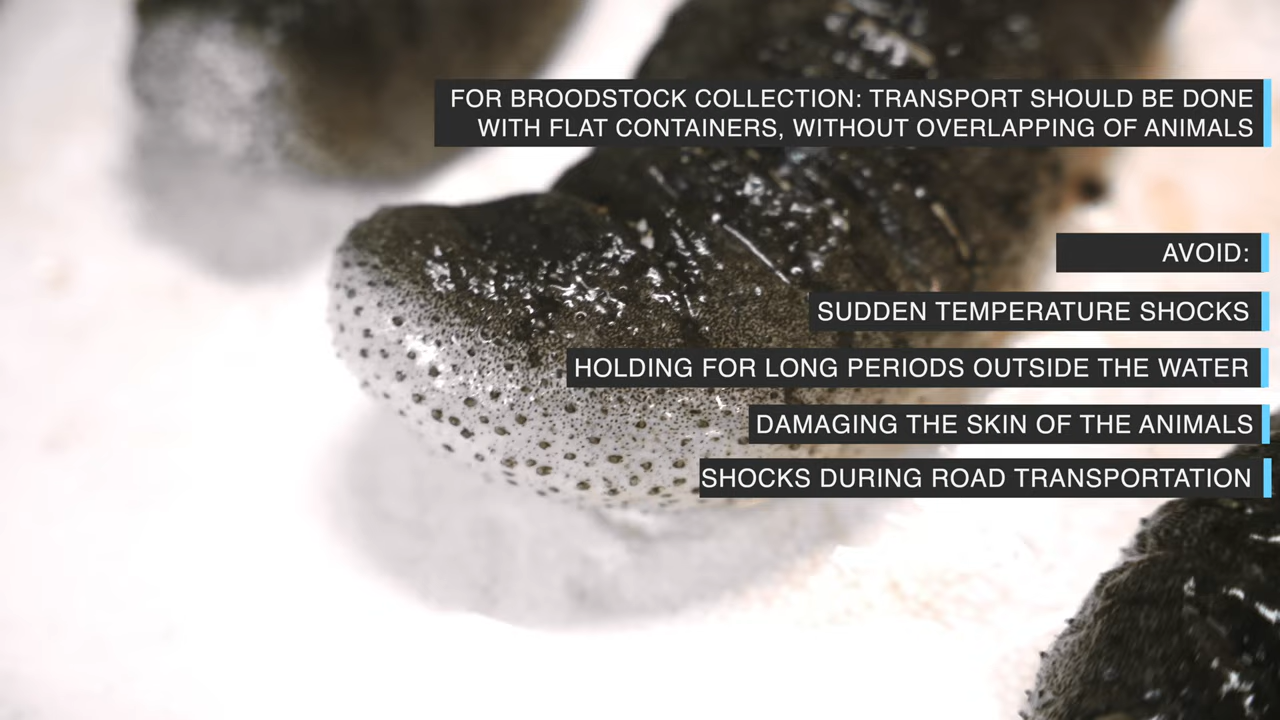 FOR BROODSTOCK COLLECTION: TRANSPORT SHOULD BE DONE
WITH FLAT CONTAINERS, WITHOUT OVERLAPPING OF ANIMALS
AVOID:
SUDDEN TEMPERATURE SHOCKS
HOLDING FOR LONG PERIODS OUTSIDE THE WATER
DAMAGING THE SKIN OF THE ANIMALS
SHOCKS DURING ROAD TRANSPORTATION